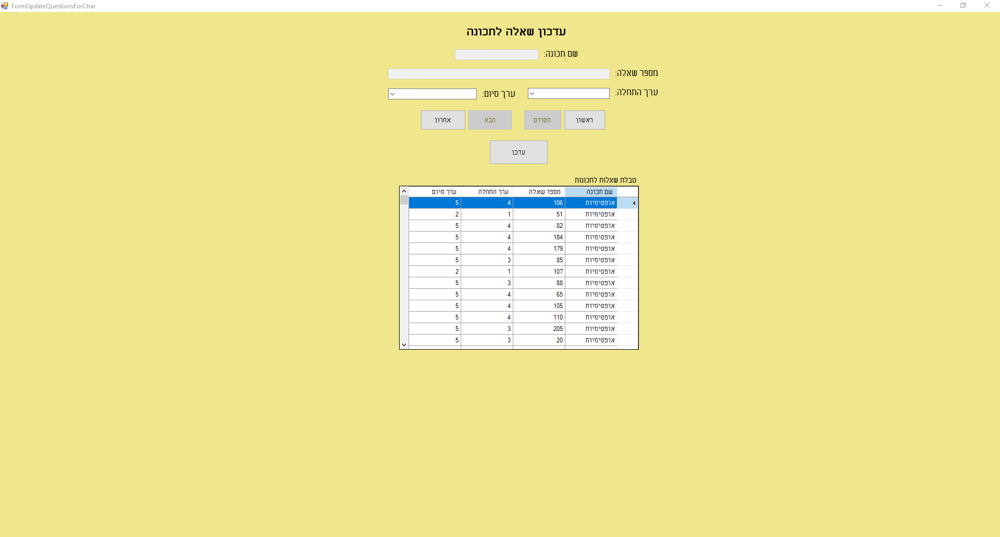 FormUpdateQuestionsForChar
עדכון שאלה לתכונה
שם תכונה:
מספר שאלה:
ערך התחלה: ערך סיום:
ראשון הקודם הבא אחרון
עדכן
טבלת שאלות לתכונות
שם תכונה מספר שאלה ערך התחלה ערך סיום
אופטימיות 106 4 5
אופטימיות 51 1 2
אופטימיות 82 4 5
אופטימיות 184 4 5
אופטימיות 179 4 5
אופטימיות 85 3 5
אופטימיות 107 1 2
אופטימיות 88 3 5
אופטימיות 65 4 5
אופטימיות 105 4 5
אופטימיות 110 4 5
אופטימיות 205 3 5
אופטימיות 20 3 5